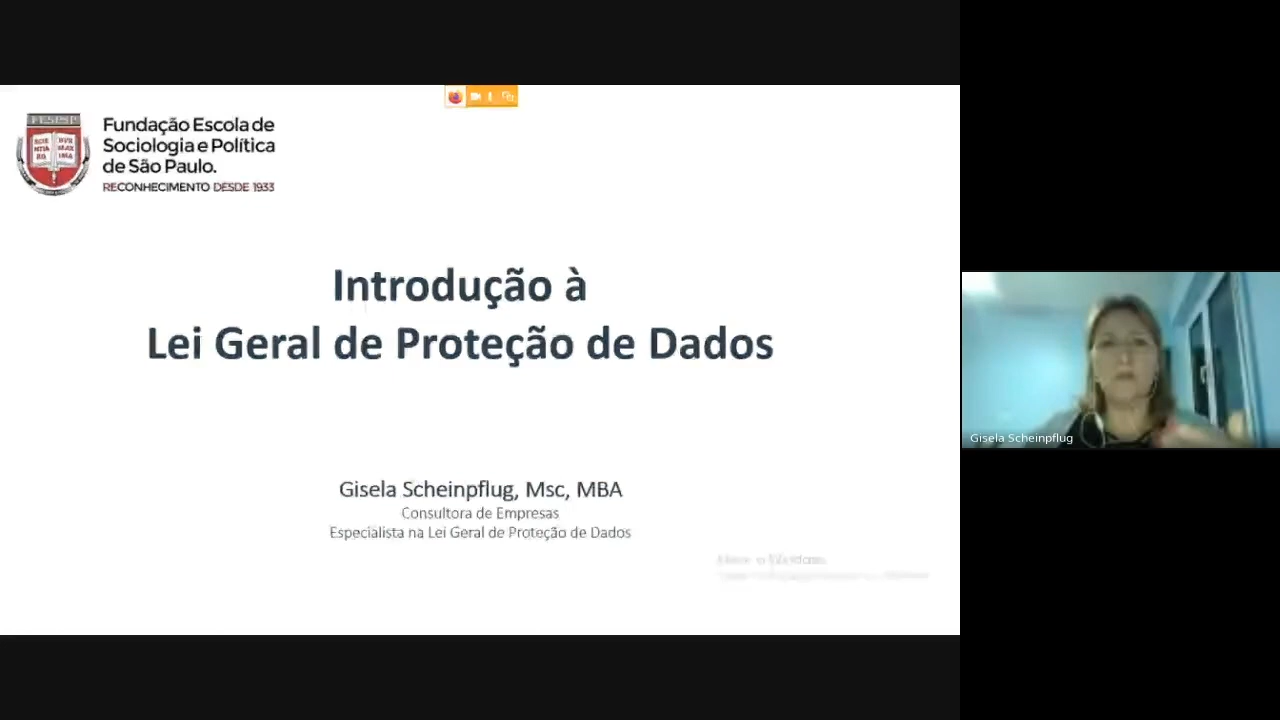 FESPSP
Fundação Escola de
Sociologia e Política
de São Paulo.
RECONHECIMENTO DESDE 1933
Introdução à
Lei Geral de Proteção de Dados
Gisela Scheinpflug, Msc, MBA
Consultora de Empresas
Especialista na Lei Geral de Proteção de Dados
Gisela Scheinpflug